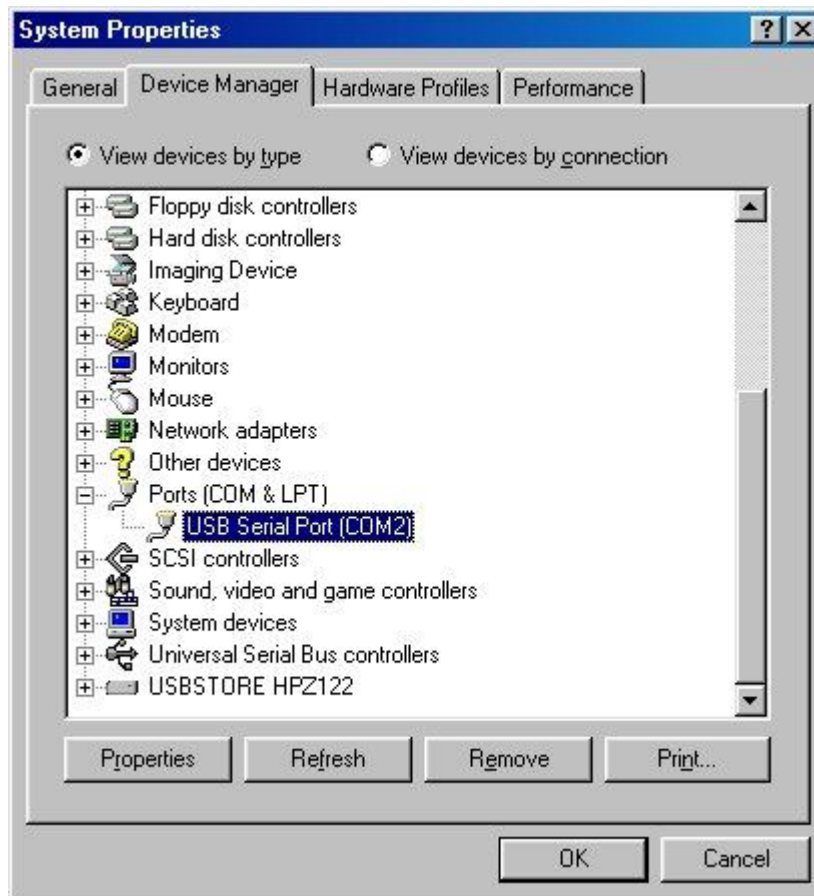 System Properties
General
Device Manager
Hardware Profiles
Performance
View devices by type
View devices by connection
Floppy disk controllers
Hard disk controllers
Imaging Device
Keyboard
Modem
Monitors
Mouse
Network adapters
Other devices
Ports (COM & LPT)
USB Serial Port (COM2)
SCSI controllers
Sound, video and game controllers
System devices
Universal Serial Bus controllers
USBSTORE HPZ122
Properties
Refresh
Remove
Print...
OK
Cancel